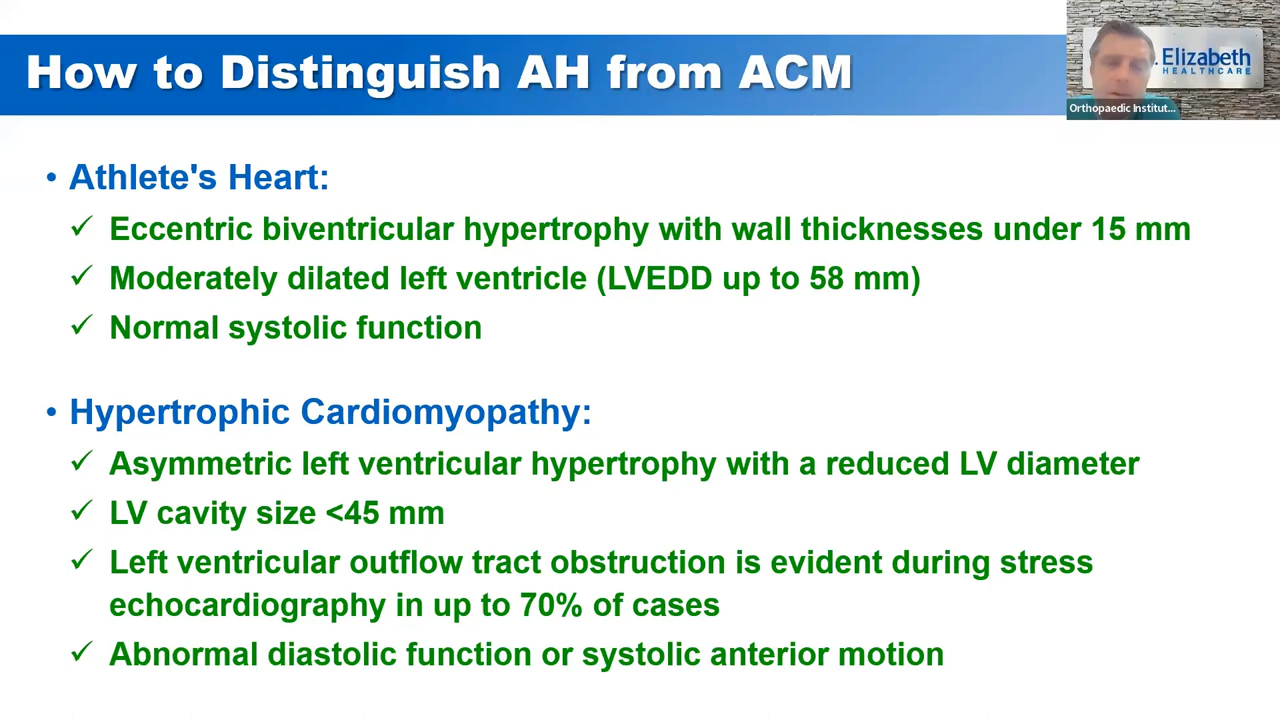 How to Distinguish AH from ACM
. Elizabeth
HEALTHCARE
Orthopaedic Institut...
• Athlete's Heart:
✓ Eccentric biventricular hypertrophy with wall thicknesses under 15 mm
✓ Moderately dilated left ventricle (LVEDD up to 58 mm)
✓ Normal systolic function
• Hypertrophic Cardiomyopathy:
✓ Asymmetric left ventricular hypertrophy with a reduced LV diameter
✓ LV cavity size <45 mm
✓ Left ventricular outflow tract obstruction is evident during stress
echocardiography in up to 70% of cases
✓ Abnormal diastolic function or systolic anterior motion